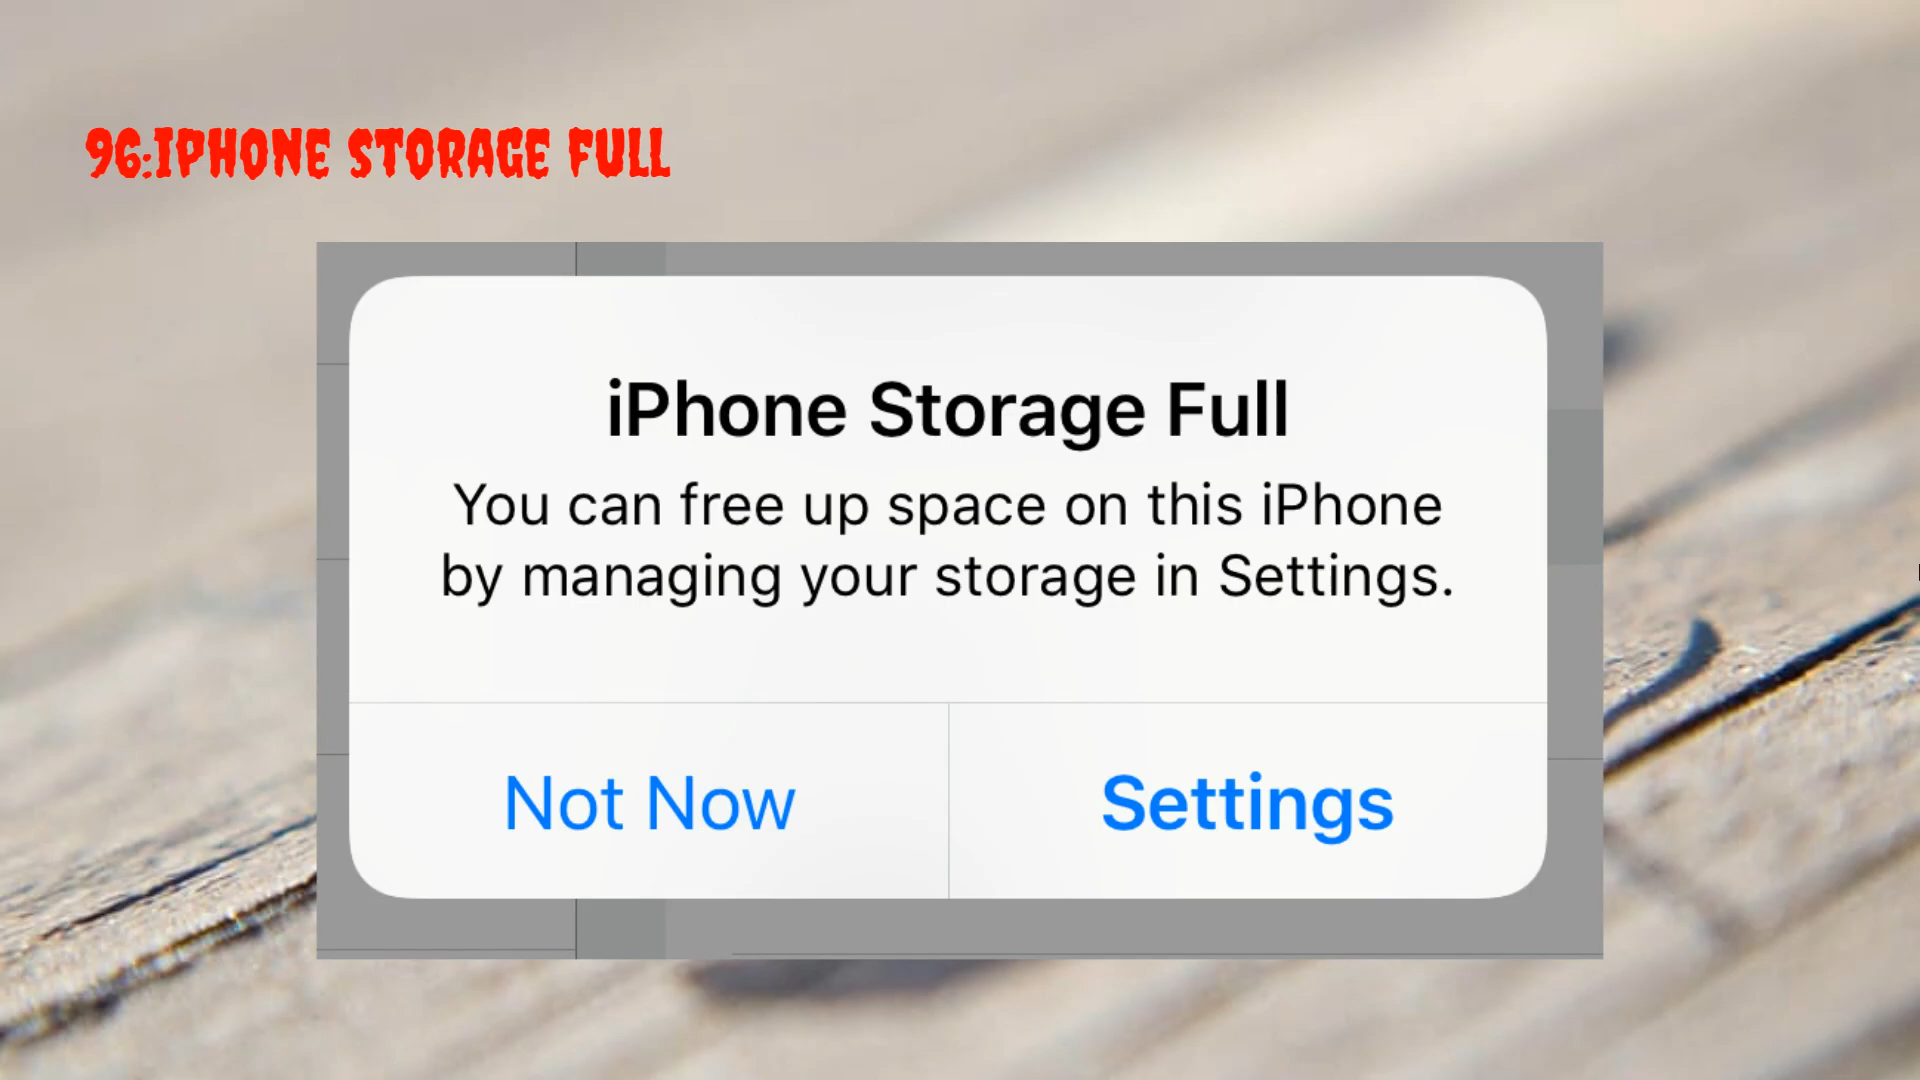 96:IPHONE STORAGE FULL
iPhone Storage Full
You can free up space on this iPhone
by managing your storage in Settings.
Not Now
Settings